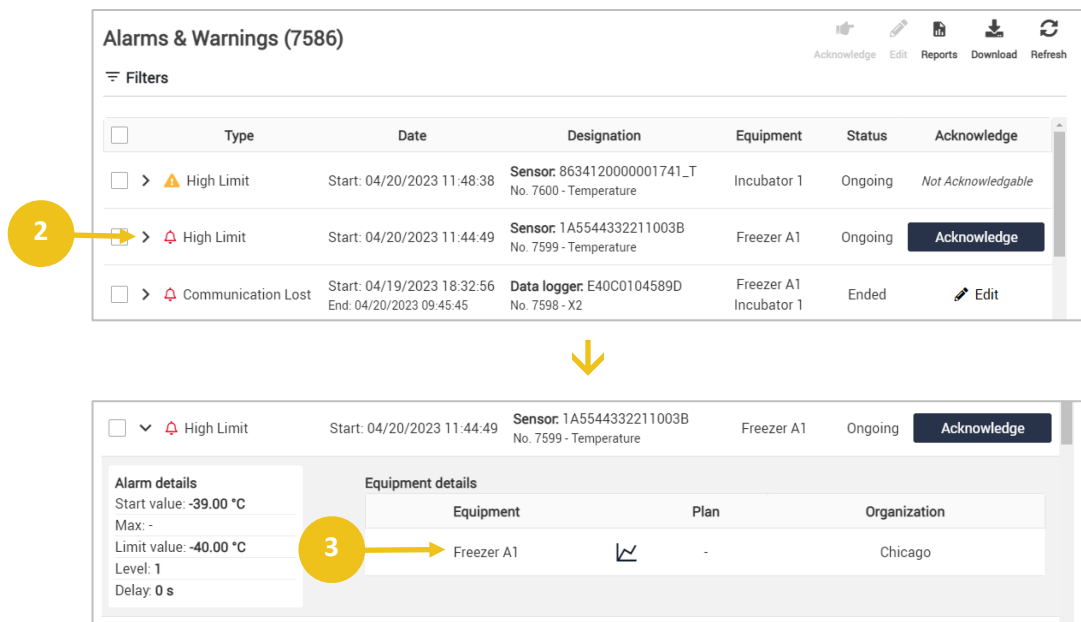 Alarms & Warnings (7586)
Acknowledge Edit Reports Download Refresh
Filters
Type Date Designation Equipment Status Acknowledge
High Limit Start: 04/20/2023 11:48:38 Sensor: 8634120000001741_T Incubator 1 Ongoing Not Acknowledgable
No. 7600 - Temperature
2 High Limit Start: 04/20/2023 11:44:49 Sensor: 1A5544332211003B Freezer A1 Ongoing Acknowledge
No. 7599 - Temperature
Communication Lost Start: 04/19/2023 18:32:56 Data logger: E40C0104589D Freezer A1 Ended Edit
End: 04/20/2023 09:45:45 No. 7598 - X2 Incubator 1
High Limit Start: 04/20/2023 11:44:49 Sensor: 1A5544332211003B Freezer A1 Ongoing Acknowledge
No. 7599 - Temperature
Alarm details
Start value: -39.00 °C
Max: -
Limit value: -40.00 °C
Level: 1
Delay: 0 s
Equipment details
Equipment Plan Organization
3 Freezer A1 - Chicago